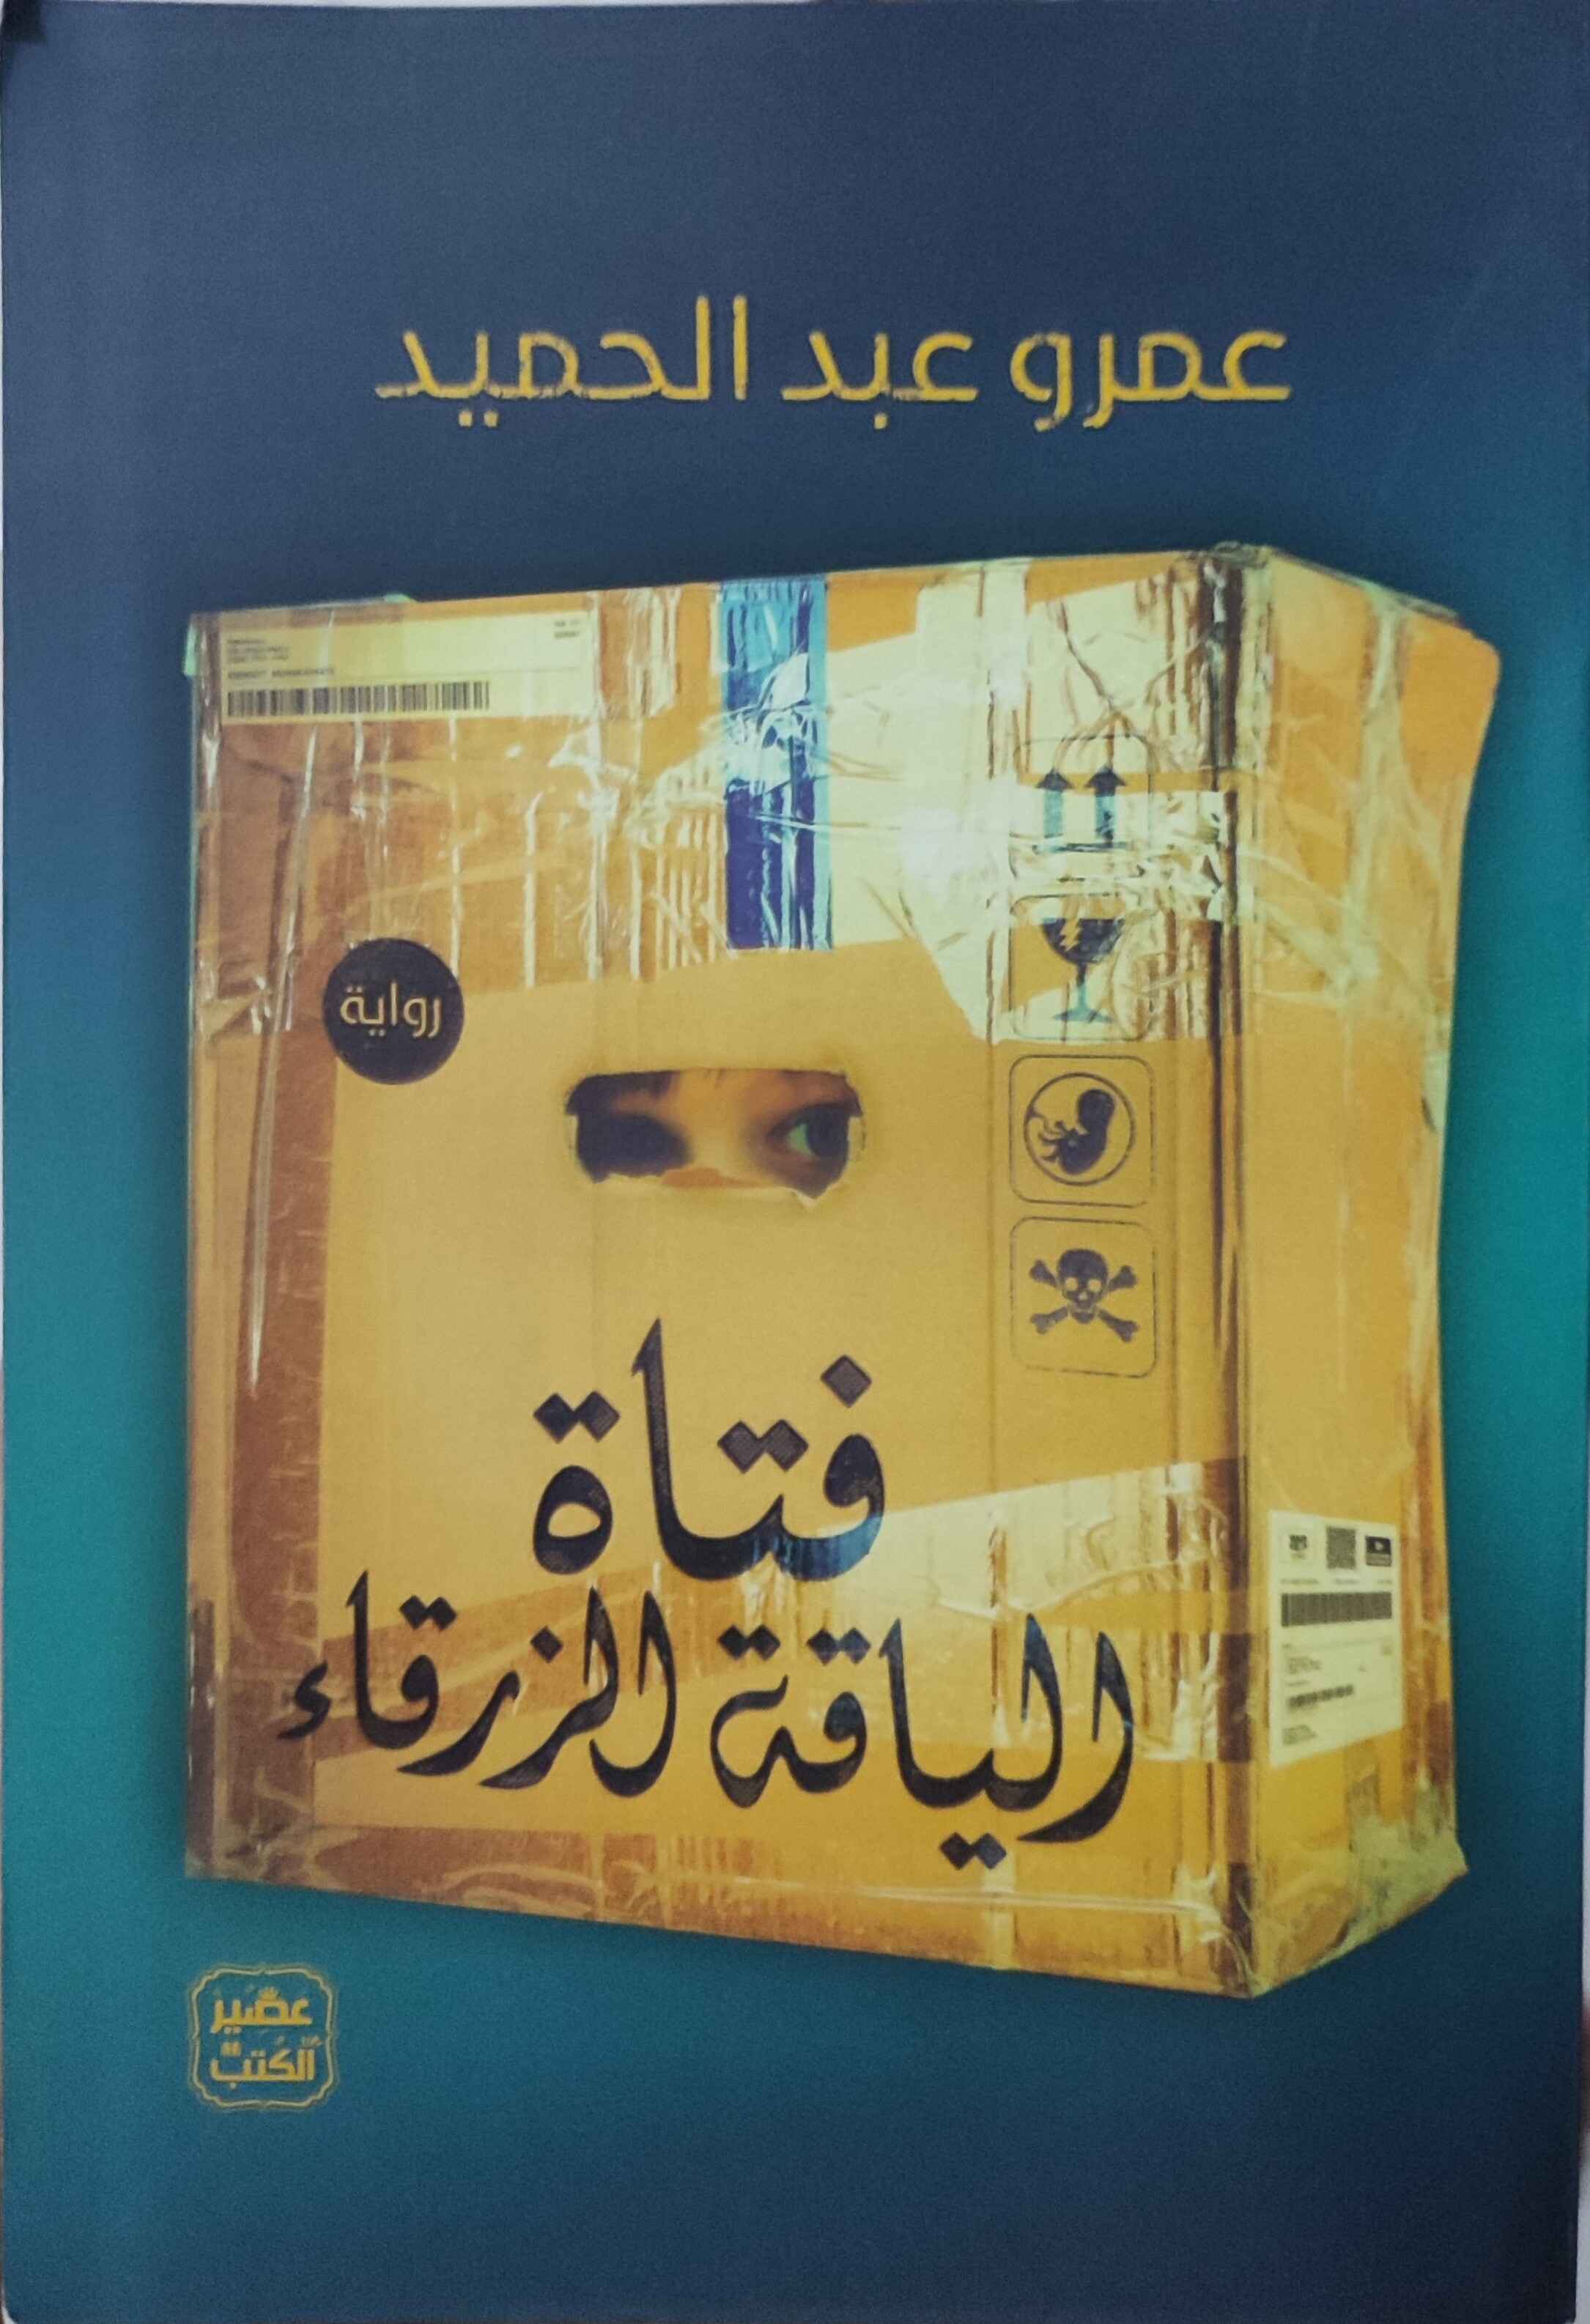 عمرو عبد الحميد
رواية
فتاة
الياقة الزرقاء
عصير
الكتب